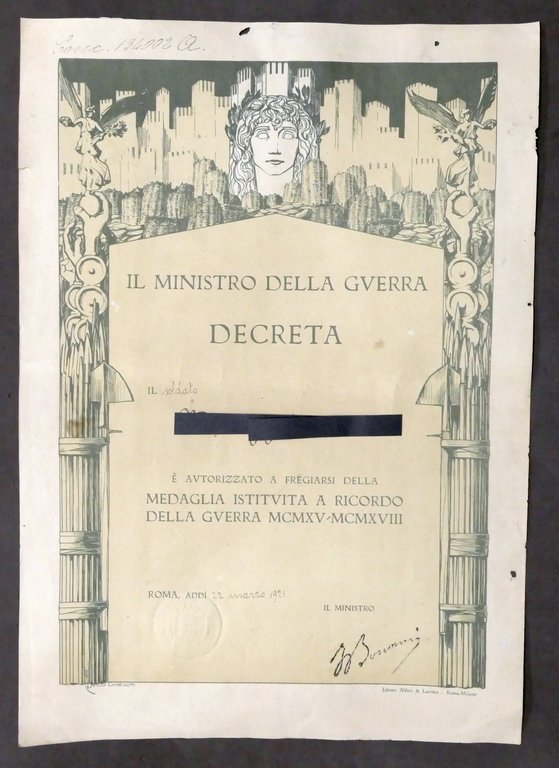 Conc. 134002 A.
IL MINISTRO DELLA GVERRA
DECRETA
IL soldato
È AVTORIZZATO A FREGIARSI DELLA
MEDAGLIA ISTITVITA A RICORDO
DELLA GVERRA MCMXV-MCMXVIII
ROMA, ADDÌ 22 marzo 1921
IL MINISTRO
Bonomi
Editori Alfieri & Lacroix - Roma-Milano